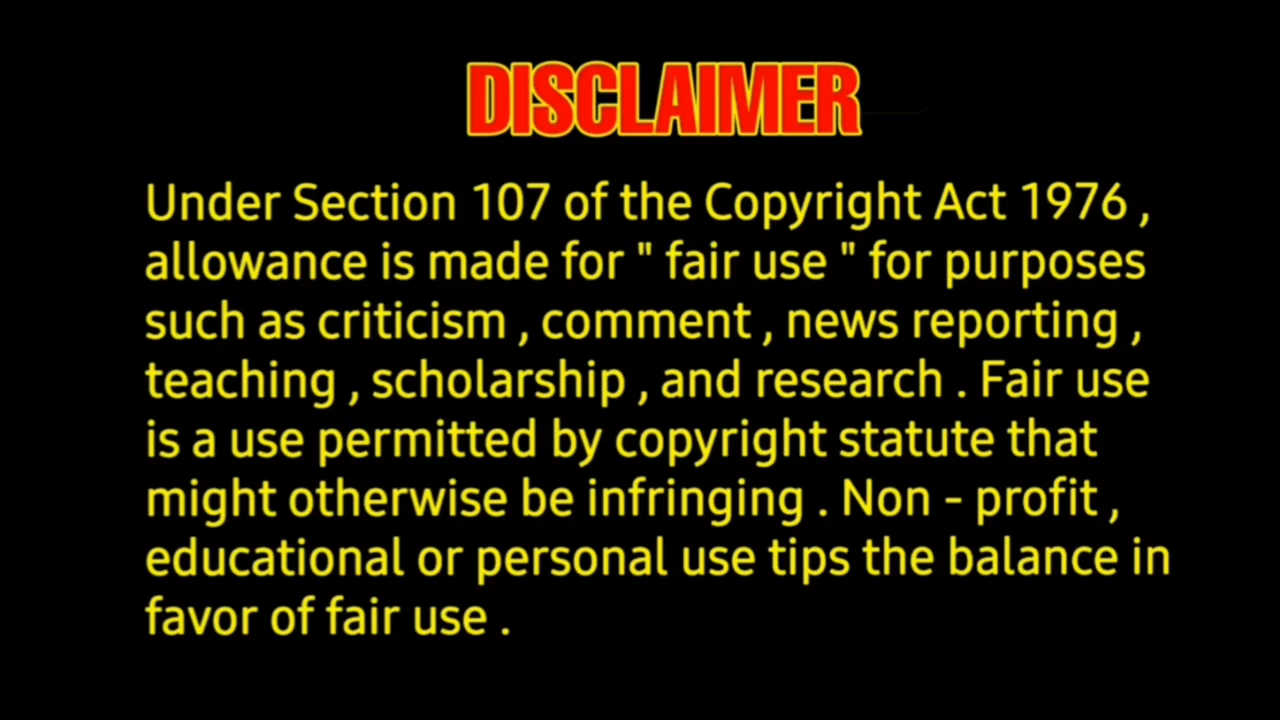 DISCLAIMER
Under Section 107 of the Copyright Act 1976 ,
allowance is made for " fair use " for purposes
such as criticism , comment , news reporting ,
teaching , scholarship , and research . Fair use
is a use permitted by copyright statute that
might otherwise be infringing . Non - profit ,
educational or personal use tips the balance in
favor of fair use .